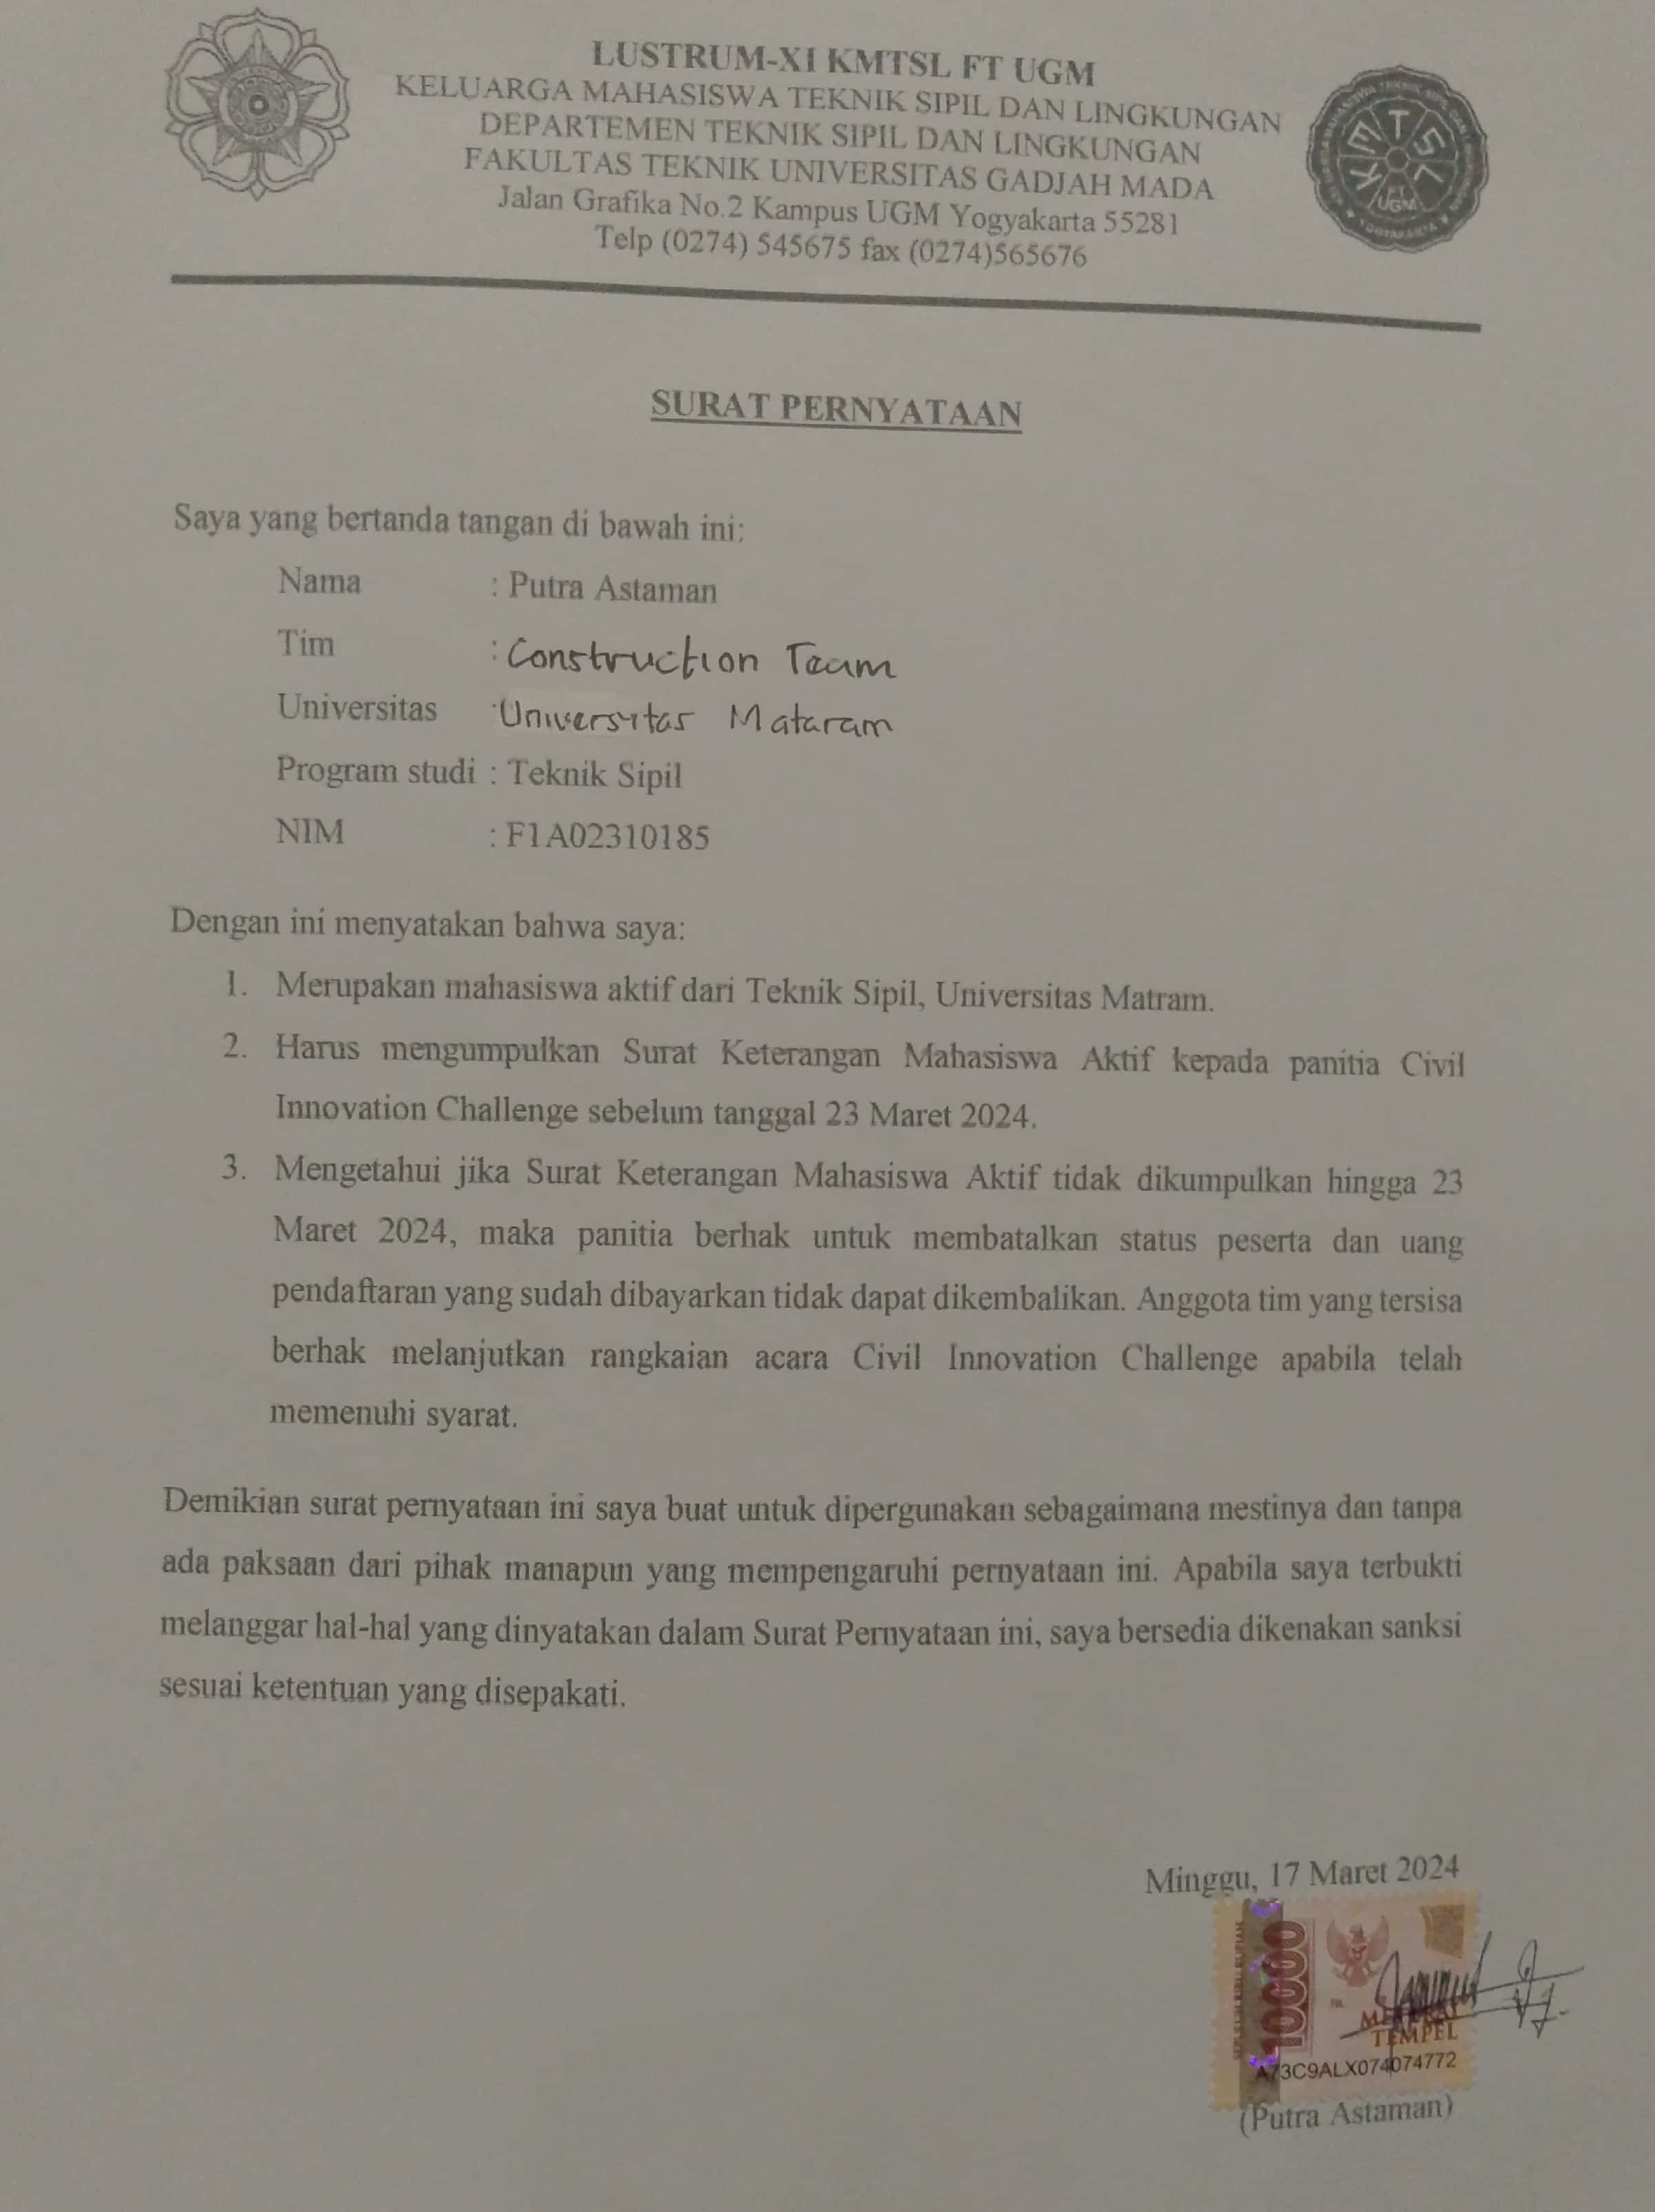 LUSTRUM-XI KMTSL FT UGM
KELUARGA MAHASISWA TEKNIK SIPIL DAN LINGKUNGAN
DEPARTEMEN TEKNIK SIPIL DAN LINGKUNGAN
FAKULTAS TEKNIK UNIVERSITAS GADJAH MADA
Jalan Grafika No.2 Kampus UGM Yogyakarta 55281
Telp (0274) 545675 fax (0274)565676
KMTSL
FT
UGM
YOGYAKARTA
SURAT PERNYATAAN
Saya yang bertanda tangan di bawah ini:
Nama : Putra Astaman
Tim : Construction Team
Universitas : Universitas Mataram
Program studi : Teknik Sipil
NIM : F1A02310185
Dengan ini menyatakan bahwa saya:
1. Merupakan mahasiswa aktif dari Teknik Sipil, Universitas Matram.
2. Harus mengumpulkan Surat Keterangan Mahasiswa Aktif kepada panitia Civil
Innovation Challenge sebelum tanggal 23 Maret 2024.
3. Mengetahui jika Surat Keterangan Mahasiswa Aktif tidak dikumpulkan hingga 23
Maret 2024, maka panitia berhak untuk membatalkan status peserta dan uang
pendaftaran yang sudah dibayarkan tidak dapat dikembalikan. Anggota tim yang tersisa
berhak melanjutkan rangkaian acara Civil Innovation Challenge apabila telah
memenuhi syarat.
Demikian surat pernyataan ini saya buat untuk dipergunakan sebagaimana mestinya dan tanpa
ada paksaan dari pihak manapun yang mempengaruhi pernyataan ini. Apabila saya terbukti
melanggar hal-hal yang dinyatakan dalam Surat Pernyataan ini, saya bersedia dikenakan sanksi
sesuai ketentuan yang disepakati.
Minggu, 17 Maret 2024
SEPULUH RIBU RUPIAH
10000
METERAI
TEMPEL
A73C9ALX074074772
(Putra Astaman)